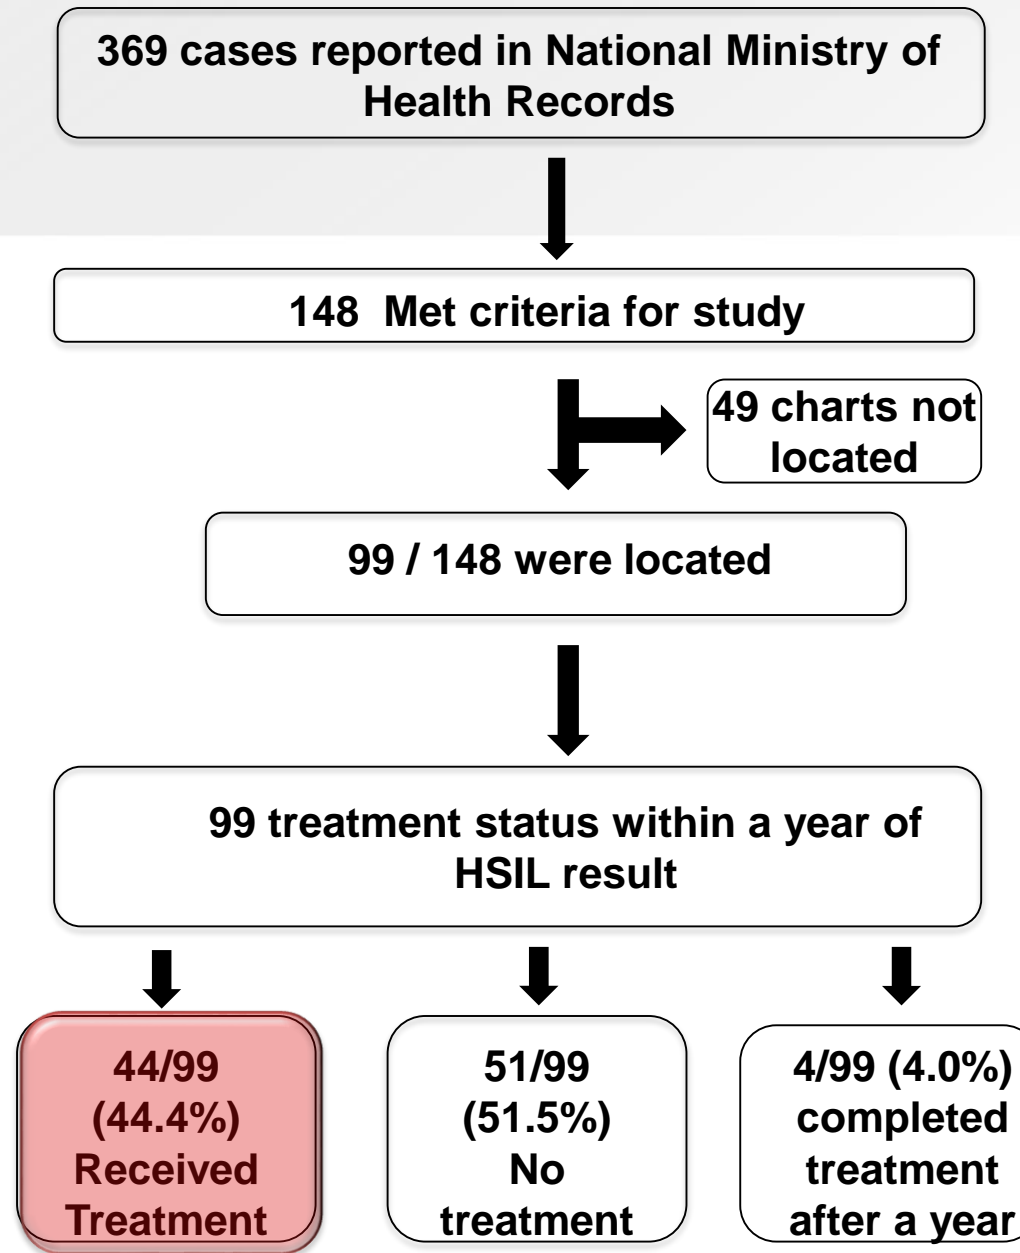 369 cases reported in National Ministry of
Health Records
148 Met criteria for study
49 charts not
located
99 / 148 were located
99 treatment status within a year of
HSIL result
44/99
(44.4%)
Received
Treatment
51/99
(51.5%)
No
treatment
4/99 (4.0%)
completed
treatment
after a year